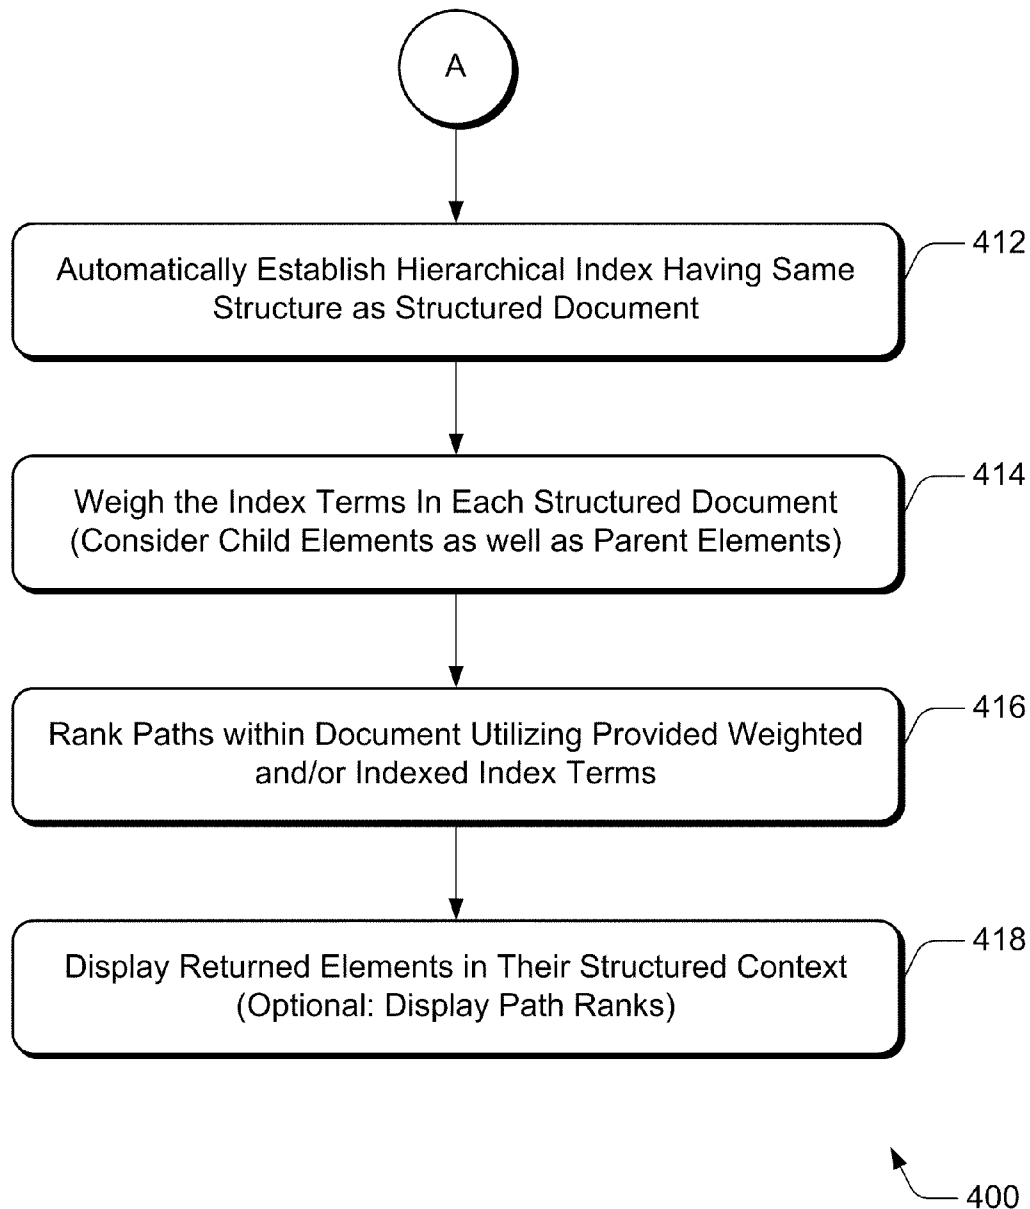 A
412
Automatically Establish Hierarchical Index Having Same
Structure as Structured Document
414
Weigh the Index Terms In Each Structured Document
(Consider Child Elements as well as Parent Elements)
416
Rank Paths within Document Utilizing Provided Weighted
and/or Indexed Index Terms
418
Display Returned Elements in Their Structured Context
(Optional: Display Path Ranks)
400